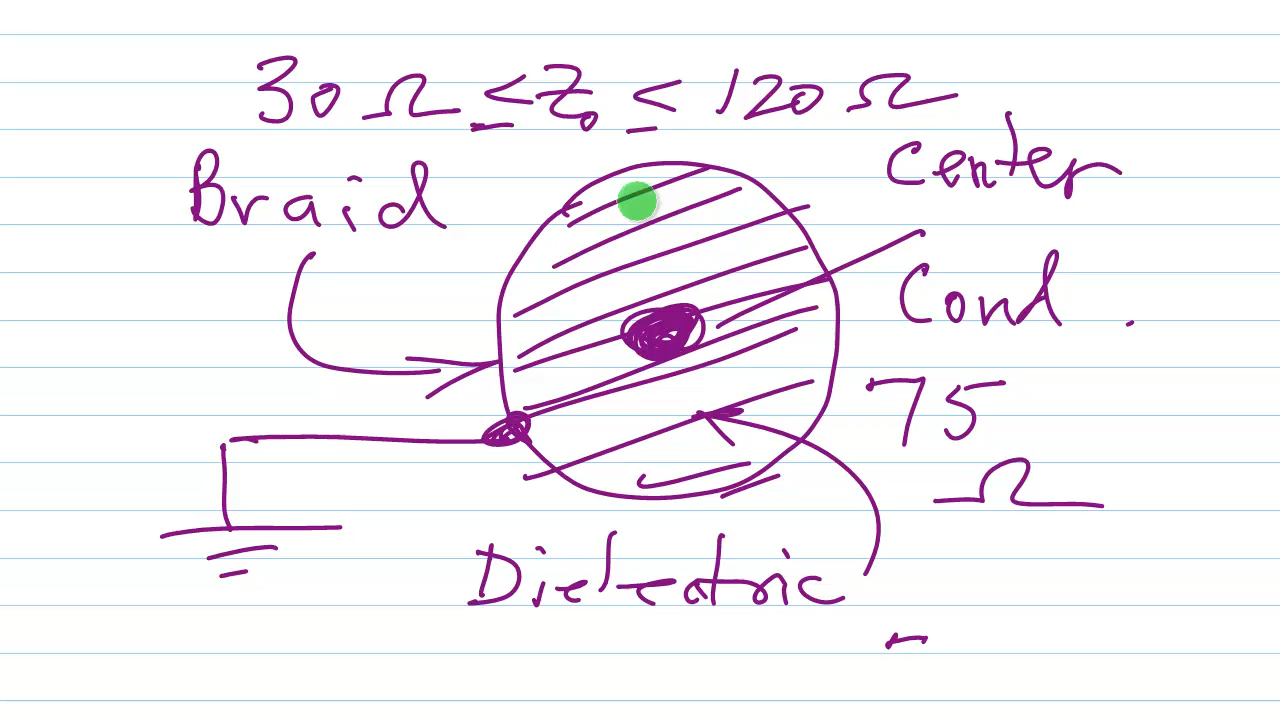 30 Ω ≤ Z₀ ≤ 120 Ω
Braid
Center
Cond.
75
Ω
Dielectric